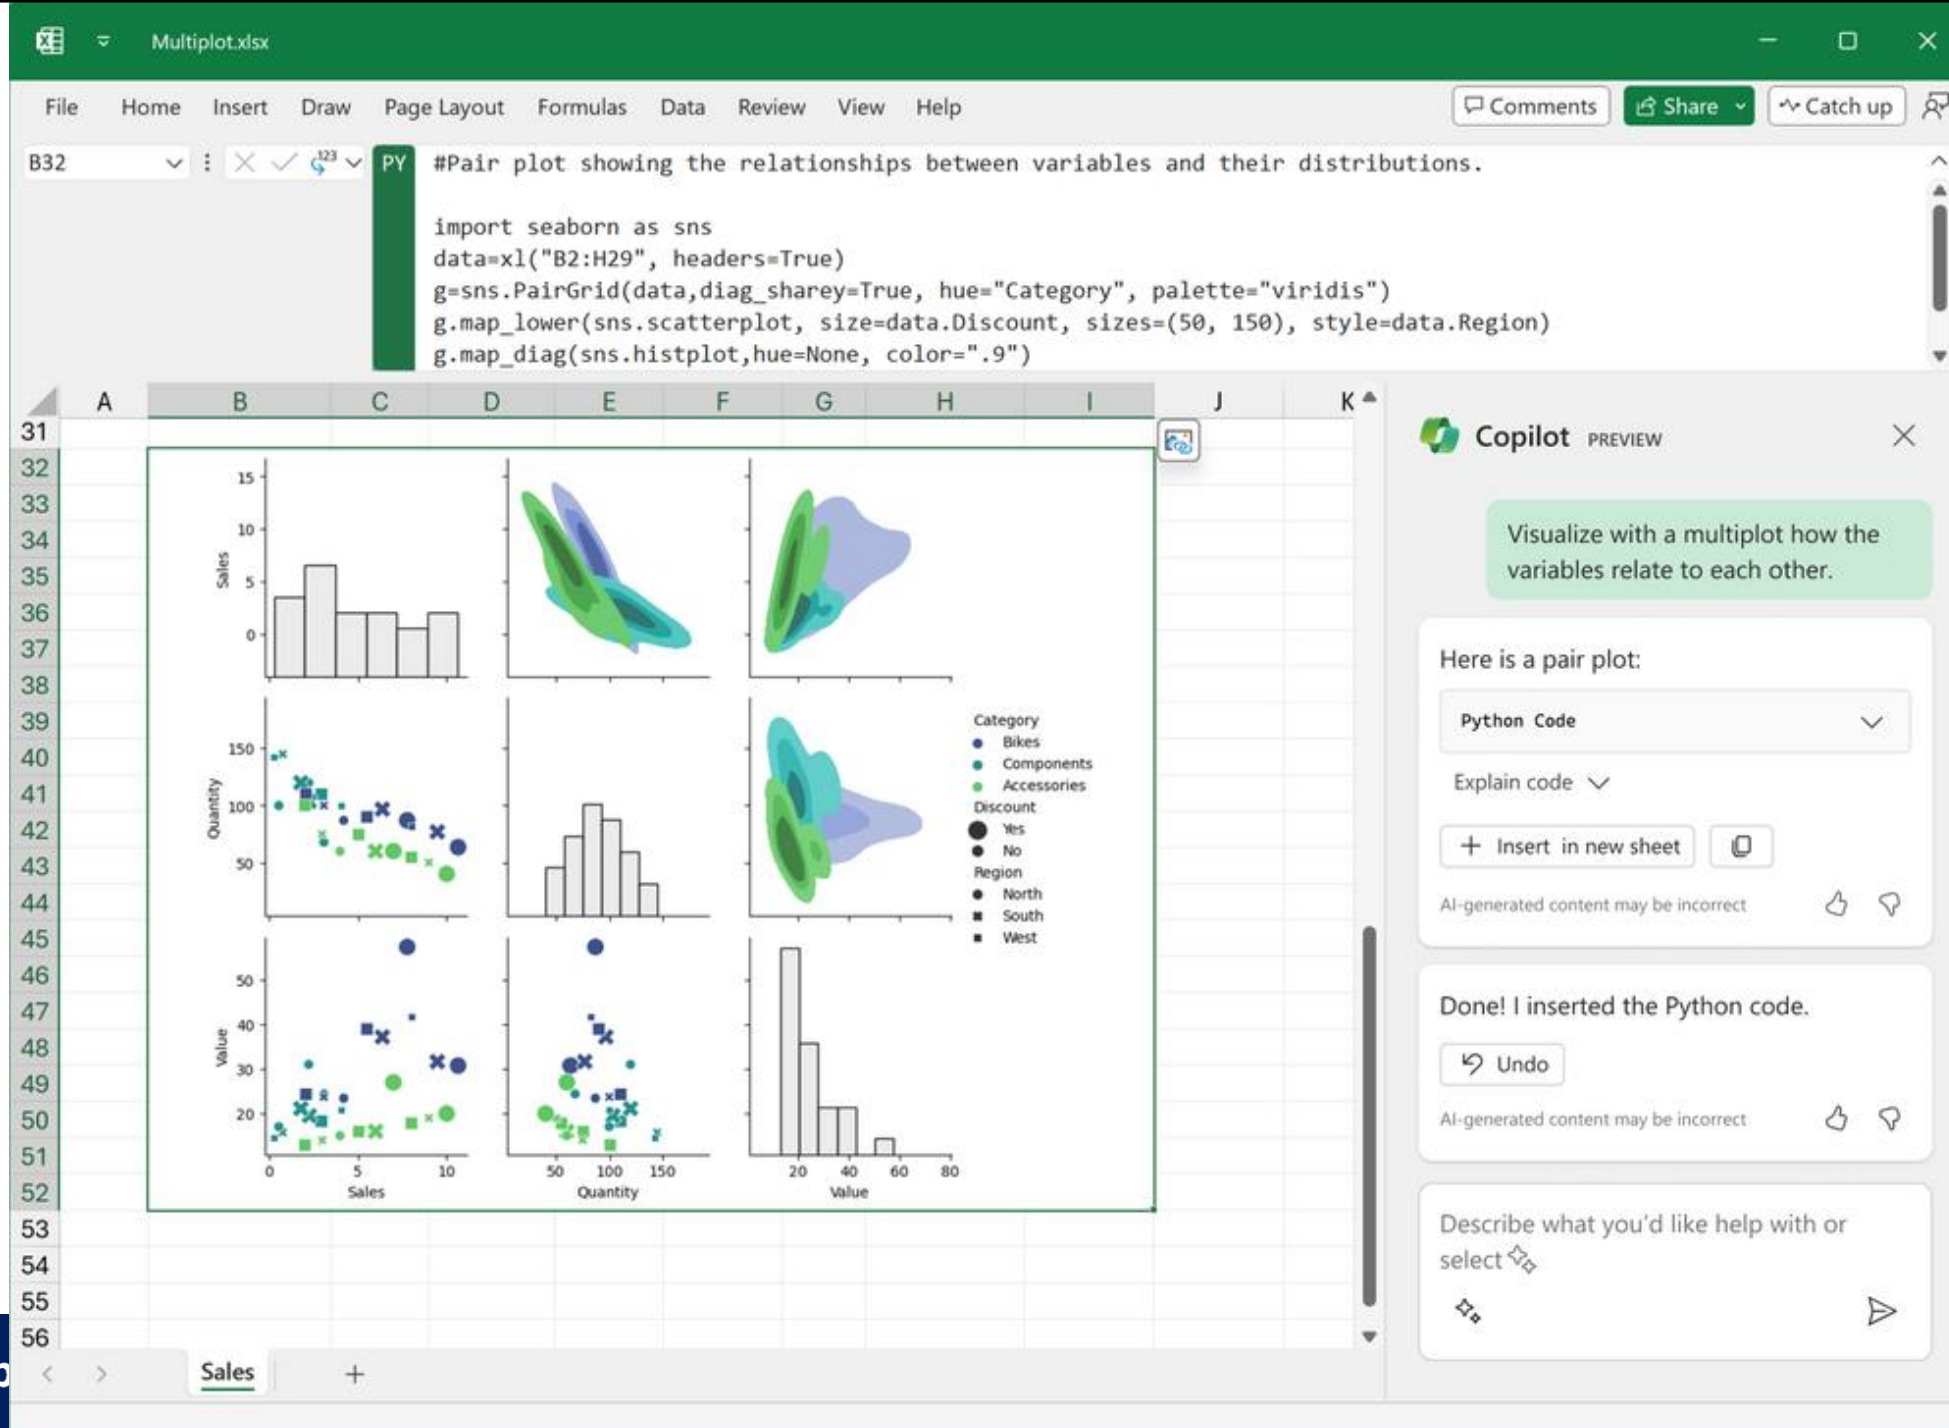 Multiplot.xlsx
File Home Insert Draw Page Layout Formulas Data Review View Help
Comments Share Catch up
B32
123
PY
#Pair plot showing the relationships between variables and their distributions.
import seaborn as sns
data=xl("B2:H29", headers=True)
g=sns.PairGrid(data,diag_sharey=True, hue="Category", palette="viridis")
g.map_lower(sns.scatterplot, size=data.Discount, sizes=(50, 150), style=data.Region)
g.map_diag(sns.histplot,hue=None, color=".9")
A B C D E F G H I J K
31
32
33
34
35
36
37
38
39
40
41
42
43
44
45
46
47
48
49
50
51
52
53
54
55
56
15
10
5
0
Sales
150
100
50
Quantity
50
40
30
20
Value
0 5 10
Sales
50 100 150
Quantity
20 40 60 80
Value
Category
Bikes
Components
Accessories
Discount
Yes
No
Region
North
South
West
Copilot PREVIEW
Visualize with a multiplot how the
variables relate to each other.
Here is a pair plot:
Python Code
Explain code
+ Insert in new sheet
AI-generated content may be incorrect
Done! I inserted the Python code.
Undo
AI-generated content may be incorrect
Describe what you'd like help with or
select
Sales